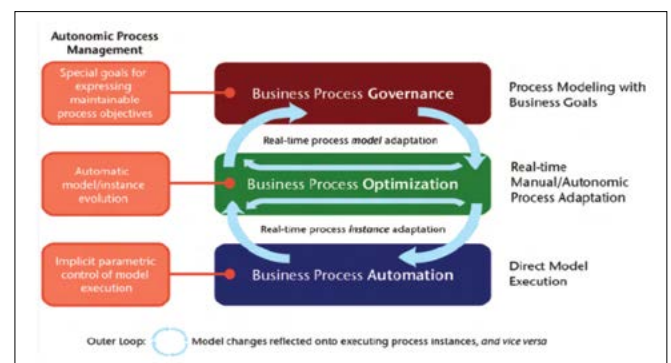 Autonomic Process
Management
Special goals for
expressing
maintainable
process objectives
Business Process Governance
Process Modeling with
Business Goals
Real-time process model adaptation
Automatic
model/instance
evolution
Business Process Optimization
Real-time
Manual/Autonomic
Process Adaptation
Real-time process instance adaptation
Implicit parametric
control of model
execution
Business Process Automation
Direct Model
Execution
Outer Loop: Model changes reflected onto executing process instances, and vice versa